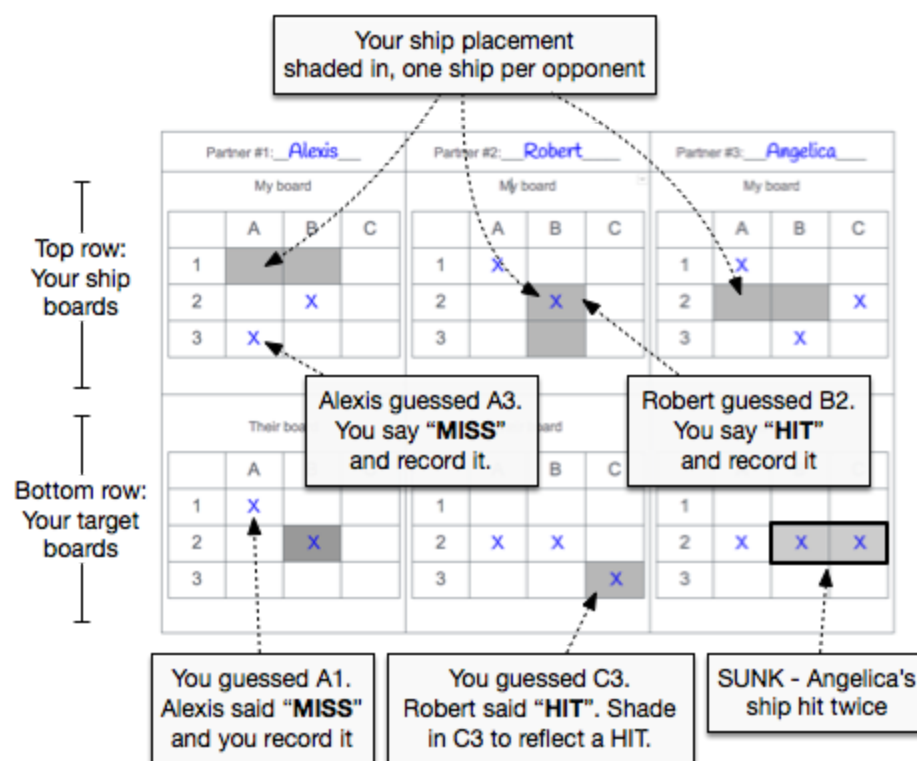 Your ship placement
shaded in, one ship per opponent
Partner #1:__Alexis___
Partner #2:___Robert_____
Partner #3:___Angelica____
My board
My board
My board
Top row:
Your ship
boards
A B C
1
2 X
3 X
A B C
1 X
2 X
3
A B C
1 X
2 X
3 X
Alexis guessed A3.
You say “MISS”
and record it.
Robert guessed B2.
You say “HIT”
and record it
Bottom row:
Your target
boards
Their
A
1 X
2 X
3
A B C
1
2 X X
3 X
1
2 X X X
3
You guessed A1.
Alexis said “MISS”
and you record it
You guessed C3.
Robert said “HIT”. Shade
in C3 to reflect a HIT.
SUNK - Angelica's
ship hit twice